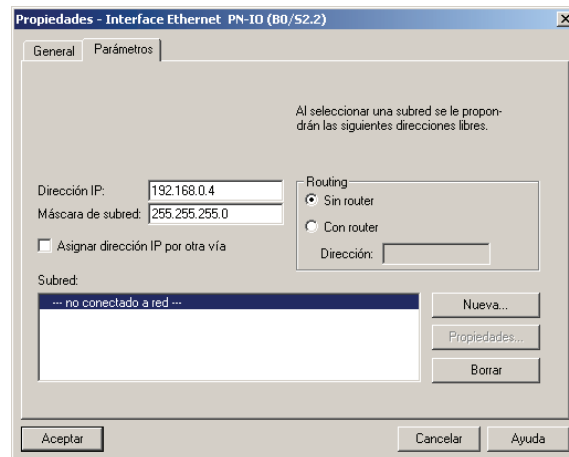 Propiedades - Interface Ethernet PN-IO (B0/S2.2)
General Parámetros
Al seleccionar una subred se le propon-
drán las siguientes direcciones libres.
Dirección IP: 192.168.0.4
Máscara de subred: 255.255.255.0
Asignar dirección IP por otra vía
Routing
Sin router
Con router
Dirección:
Subred:
--- no conectado a red ---
Nueva...
Propiedades...
Borrar
Aceptar Cancelar Ayuda